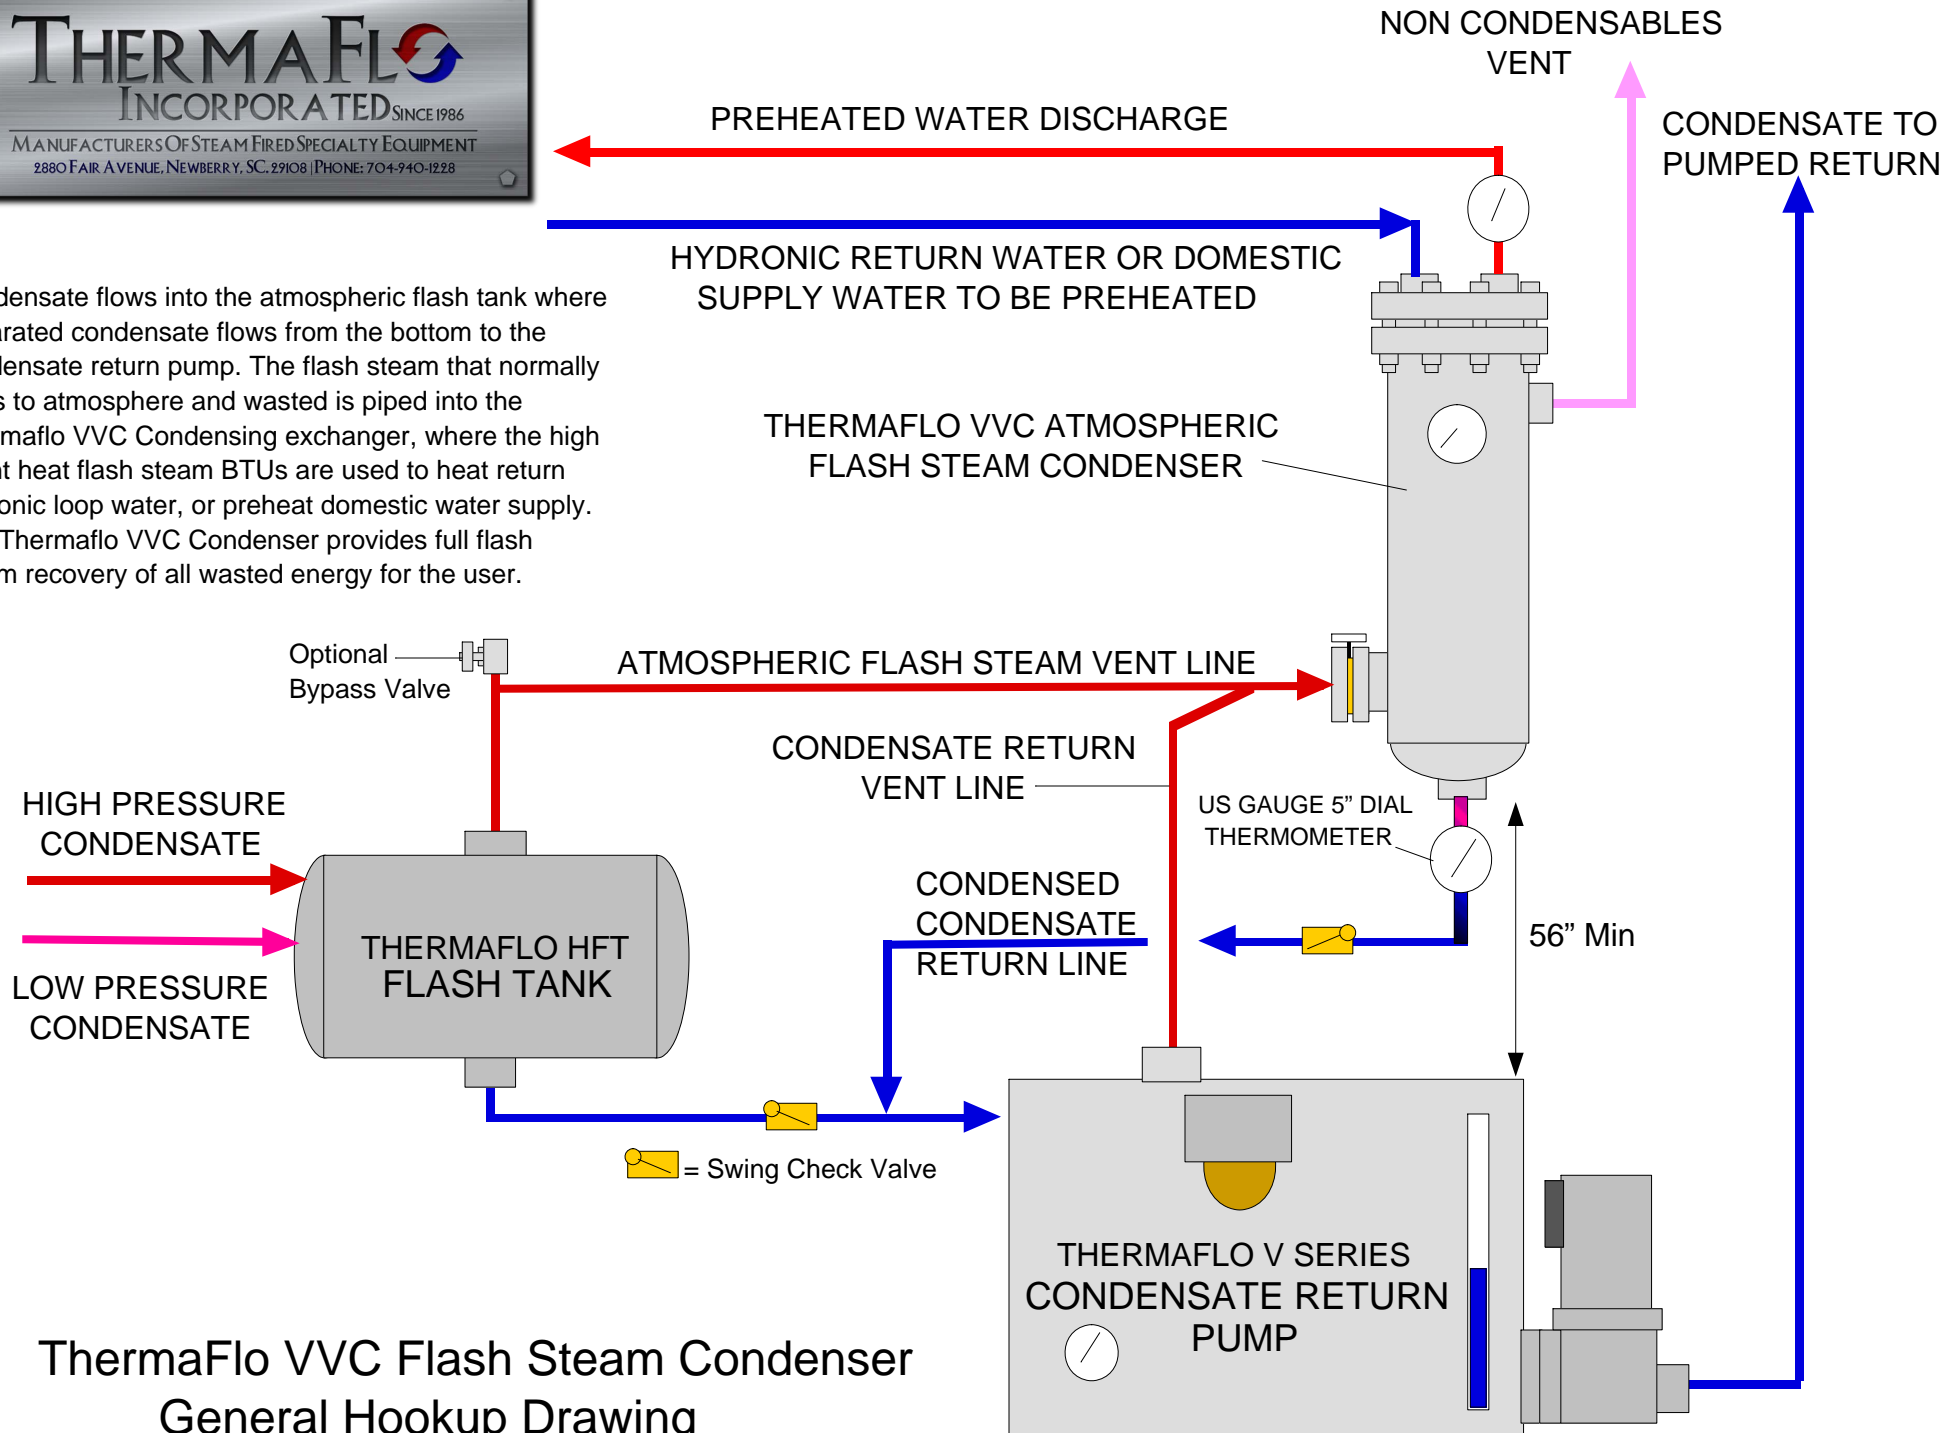 THERMAFLO
INCORPORATED SINCE 1986
MANUFACTURERS OF STEAM FIRED SPECIALTY EQUIPMENT
2880 FAIR AVENUE, NEWBERRY, SC. 29108 | PHONE: 704-940-1228
NON CONDENSABLES
VENT
PREHEATED WATER DISCHARGE
CONDENSATE TO
PUMPED RETURN
HYDRONIC RETURN WATER OR DOMESTIC
SUPPLY WATER TO BE PREHEATED
densate flows into the atmospheric flash tank where
arated condensate flows from the bottom to the
densate return pump. The flash steam that normally
s to atmosphere and wasted is piped into the
rmaflo VVC Condensing exchanger, where the high
nt heat flash steam BTUs are used to heat return
onic loop water, or preheat domestic water supply.
Thermaflo VVC Condenser provides full flash
m recovery of all wasted energy for the user.
THERMAFLO VVC ATMOSPHERIC
FLASH STEAM CONDENSER
Optional
Bypass Valve
ATMOSPHERIC FLASH STEAM VENT LINE
CONDENSATE RETURN
VENT LINE
HIGH PRESSURE
CONDENSATE
US GAUGE 5” DIAL
THERMOMETER
CONDENSED
CONDENSATE
RETURN LINE
56” Min
THERMAFLO HFT
FLASH TANK
LOW PRESSURE
CONDENSATE
= Swing Check Valve
THERMAFLO V SERIES
CONDENSATE RETURN
PUMP
ThermaFlo VVC Flash Steam Condenser
General Hookup Drawing